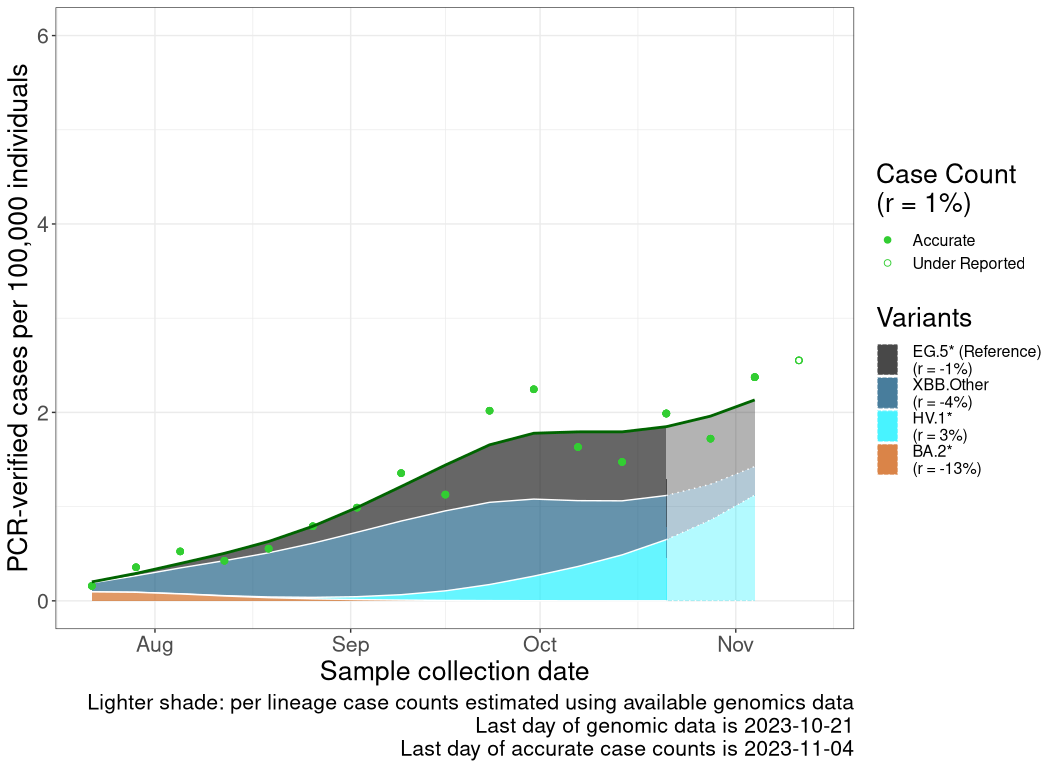 PCR-verified cases per 100,000 individuals
6
4
2
0
Aug
Sep
Oct
Nov
Sample collection date
Lighter shade: per lineage case counts estimated using available genomics data
Last day of genomic data is 2023-10-21
Last day of accurate case counts is 2023-11-04
Case Count
(r = 1%)
Accurate
Under Reported
Variants
EG.5* (Reference)
(r = -1%)
XBB.Other
(r = -4%)
HV.1*
(r = 3%)
BA.2*
(r = -13%)